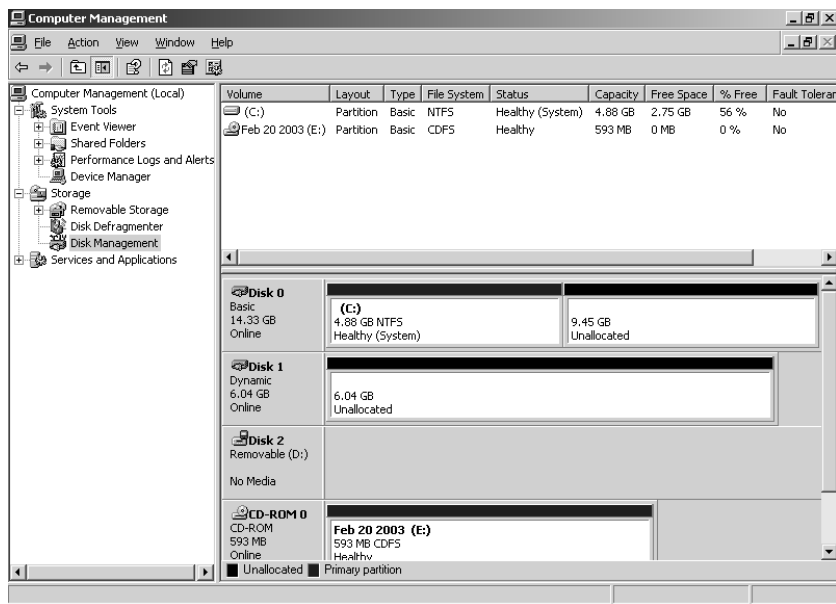 Computer Management
File Action View Window Help
Computer Management (Local)
System Tools
Event Viewer
Shared Folders
Performance Logs and Alerts
Device Manager
Storage
Removable Storage
Disk Defragmenter
Disk Management
Services and Applications
Volume Layout Type File System Status Capacity Free Space % Free Fault Toler
(C:) Partition Basic NTFS Healthy (System) 4.88 GB 2.75 GB 56 % No
Feb 20 2003 (E:) Partition Basic CDFS Healthy 593 MB 0 MB 0 % No
Disk 0
Basic
14.33 GB
Online
(C:)
4.88 GB NTFS
Healthy (System)
9.45 GB
Unallocated
Disk 1
Dynamic
6.04 GB
Online
6.04 GB
Unallocated
Disk 2
Removable (D:)
No Media
CD-ROM 0
CD-ROM
593 MB
Online
Feb 20 2003 (E:)
593 MB CDFS
Healthy
Unallocated Primary partition